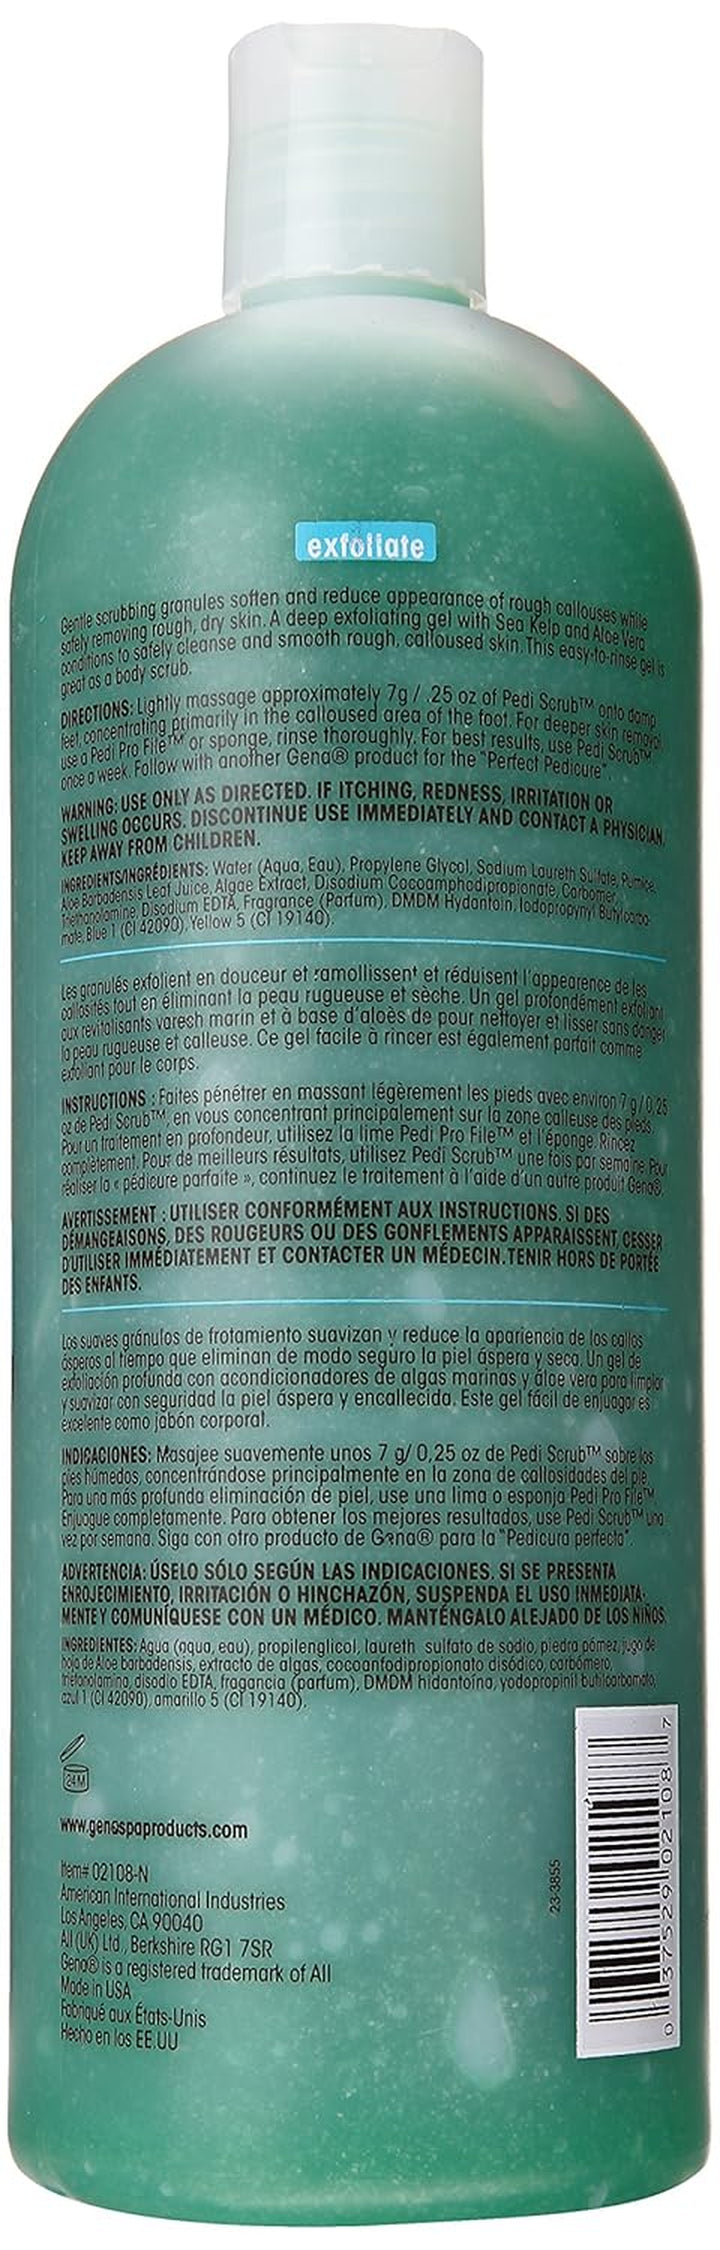 exfoliate
Gentle scrubbing granules soften and reduce appearance of rough callouses while
safely removing rough, dry skin. A deep exfoliating gel with Sea Kelp and Aloe Vera
conditions to safely cleanse and smooth rough, calloused skin. This easy-to-rinse gel is
great as a body scrub.
DIRECTIONS: Lightly massage approximately 7g / .25 oz of Pedi Scrub™ onto damp
feet, concentrating primarily in the calloused area of the foot. For deeper skin removal,
use a Pedi Pro File™ or sponge, rinse thoroughly. For best results, use Pedi Scrub™
once a week. Follow with another Gena® product for the "Perfect Pedicure".
WARNING: USE ONLY AS DIRECTED. IF ITCHING, REDNESS, IRRITATION OR
SWELLING OCCURS. DISCONTINUE USE IMMEDIATELY AND CONTACT A PHYSICIAN.
KEEP AWAY FROM CHILDREN.
INGREDIENTS/INGRÉDIENTS: Water (Aqua, Eau), Propylene Glycol, Sodium Laureth Sulfate, Pumice,
Aloe Barbadensis Leaf Juice, Algae Extract, Disodium Cocoamphodipropionate, Carbomer,
Triethanolamine, Disodium EDTA, Fragrance (Parfum), DMDM Hydantoin, Iodopropynyl Butylcarba-
mate, Blue 1 (CI 42090), Yellow 5 (CI 19140).
Les granulés exfolient en douceur et ramollissent et réduisent l'apparence de les
callosités tout en éliminant la peau rugueuse et sèche. Un gel profondément exfoliant
aux revitalisants varech marin et à base d'aloès de pour nettoyer et lisser sans danger
la peau rugueuse et calleuse. Ce gel facile à rincer est également parfait comme
exfoliant pour le corps.
INSTRUCTIONS : Faites pénétrer en massant légèrement les pieds avec environ 7 g / 0,25
oz de Pedi Scrub™, en vous concentrant principalement sur la zone calleuse des pieds.
Pour un traitement en profondeur, utilisez la lime Pedi Pro File™ et l'éponge. Rincez
complètement. Pour de meilleurs résultats, utilisez Pedi Scrub™ une fois par semaine. Pour
réaliser la « pédicure parfaite », continuez le traitement à l'aide d'un autre produit Gena®.
AVERTISSEMENT : UTILISER CONFORMÉMENT AUX INSTRUCTIONS. SI DES
DÉMANGEAISONS, DES ROUGEURS OU DES GONFLEMENTS APPARAISSENT, CESSER
D'UTILISER IMMÉDIATEMENT ET CONTACTER UN MÉDECIN. TENIR HORS DE PORTÉE
DES ENFANTS.
Los suaves gránulos de frotamiento suavizan y reduce la apariencia de los callos
ásperos al tiempo que eliminan de modo seguro la piel áspera y seca. Un gel de
exfoliación profunda con acondicionadores de algas marinas y áloe vera para limpiar
y suavizar con seguridad la piel áspera y encallecida. Este gel fácil de enjuagar es
excelente como jabón corporal.
INDICACIONES: Masajee suavemente unos 7 g/ 0,25 oz de Pedi Scrub™ sobre los
pies húmedos, concentrándose principalmente en la zona de callosidades del pie.
Para una más profunda eliminación de piel, use una lima o esponja Pedi Pro File™.
Enjuague completamente. Para obtener los mejores resultados, use Pedi Scrub™ una
vez por semana. Siga con otro producto de Gena® para la "Pedicura perfecta".
ADVERTENCIA: ÚSELO SÓLO SEGÚN LAS INDICACIONES. SI SE PRESENTA
ENROJECIMIENTO, IRRITACIÓN O HINCHAZÓN, SUSPENDA EL USO INMEDIATA-
MENTE Y COMUNÍQUESE CON UN MÉDICO. MANTÉNGALO ALEJADO DE LOS NIÑOS.
INGREDIENTES: Agua (aqua, eau), propilenglicol, laureth sulfato de sodio, piedra pómez, jugo de
hoja de Aloe barbadensis, extracto de algas, cocoanfodipropionato disódico, carbómero,
trietanolamina, disodio EDTA, fragancia (parfum), DMDM hidantoína, yodopropinil butilcarbamato,
azul 1 (CI 42090), amarillo 5 (CI 19140).
24M
www.genaspaproducts.com
Item# 02108-N
American International Industries
Los Angeles, CA 90040
AII (UK) Ltd., Berkshire RG1 7SR
Gena® is a registered trademark of AII
Made in USA
Fabriqué aux États-Unis
Hecho en los EE.UU
23-3855
0 37529 02108 7